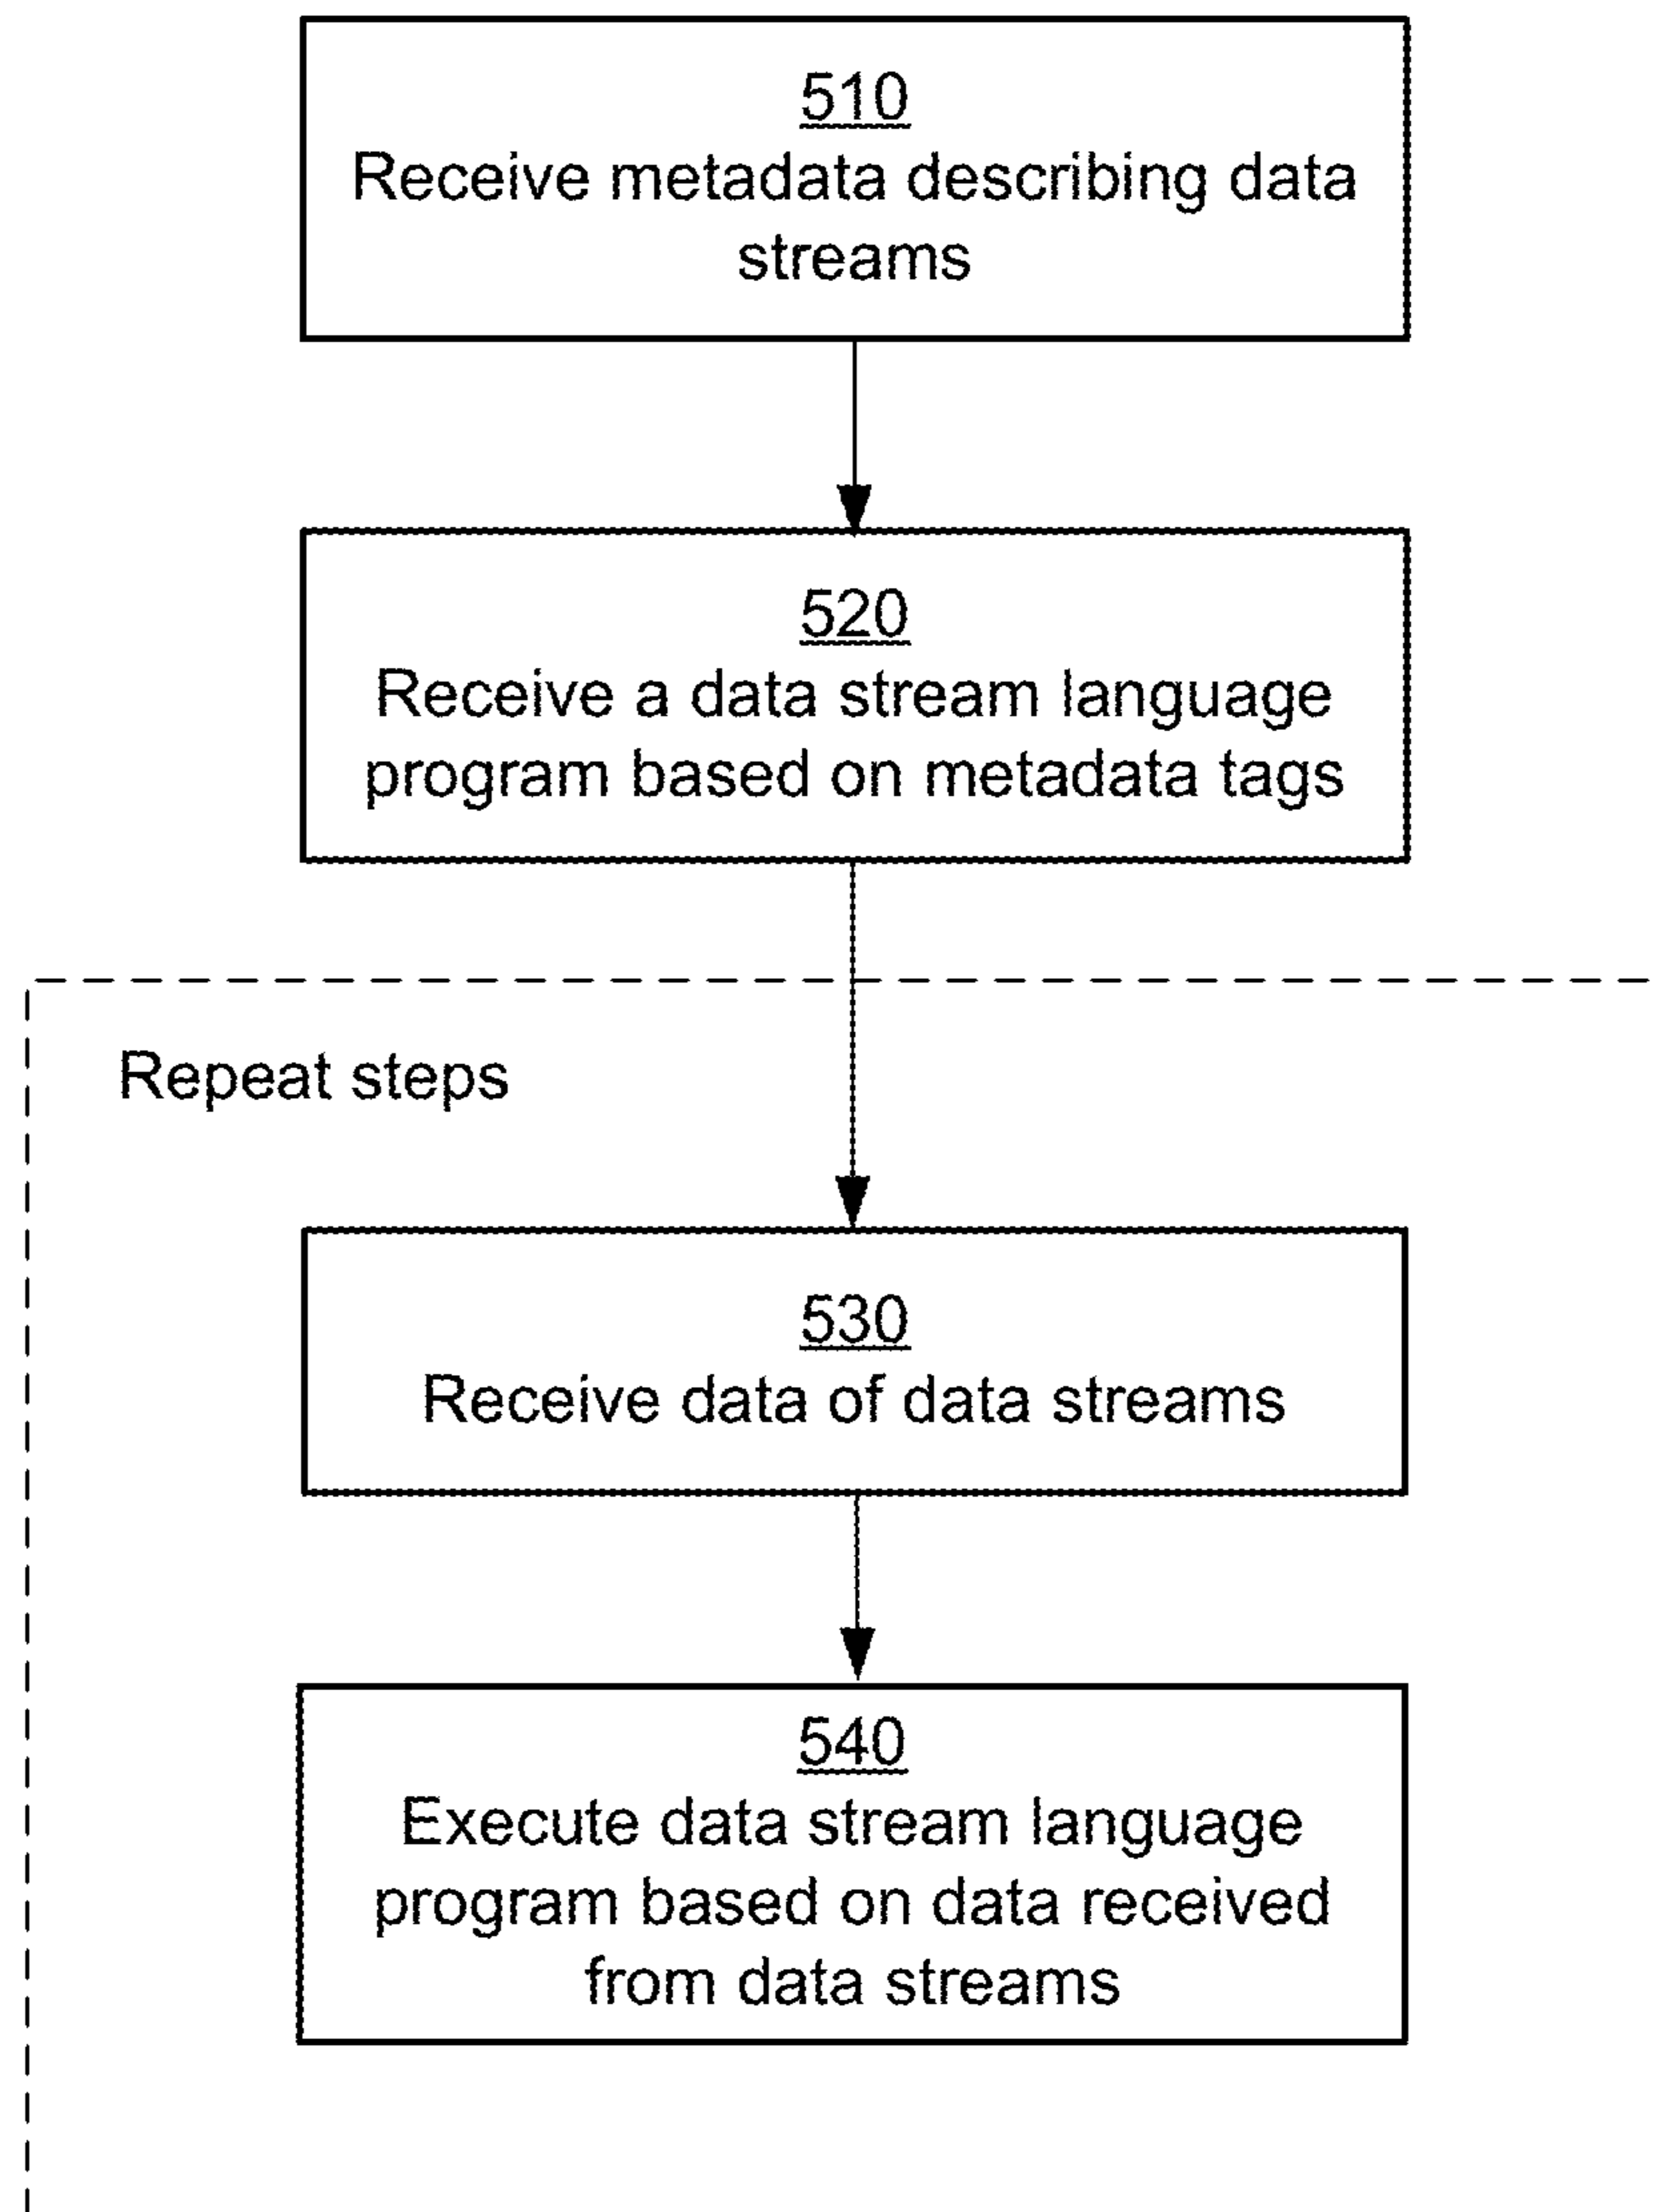 510
Receive metadata describing data
streams
520
Receive a data stream language
program based on metadata tags
Repeat steps
530
Receive data of data streams
540
Execute data stream language
program based on data received
from data streams